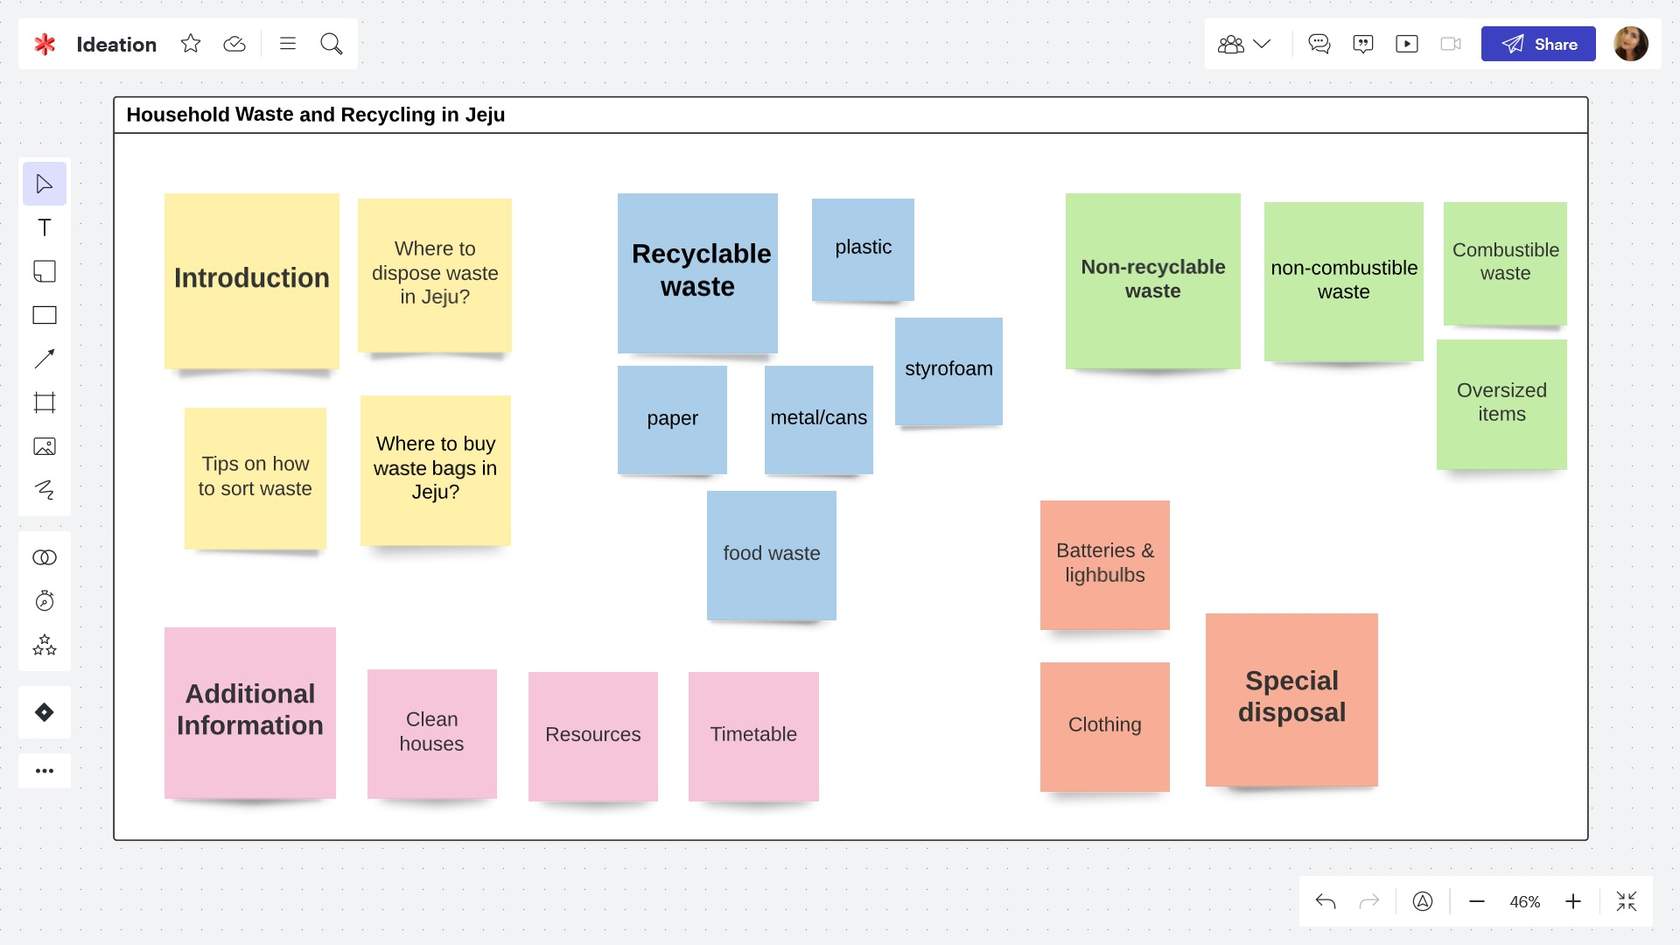 Ideation
Share
Household Waste and Recycling in Jeju
Introduction
Where to
dispose waste
in Jeju?
Tips on how
to sort waste
Where to buy
waste bags in
Jeju?
Recyclable
waste
plastic
styrofoam
paper
metal/cans
food waste
Non-recyclable
waste
non-combustible
waste
Combustible
waste
Oversized
items
Additional
Information
Clean
houses
Resources
Timetable
Batteries &
lighbulbs
Clothing
Special
disposal
46%